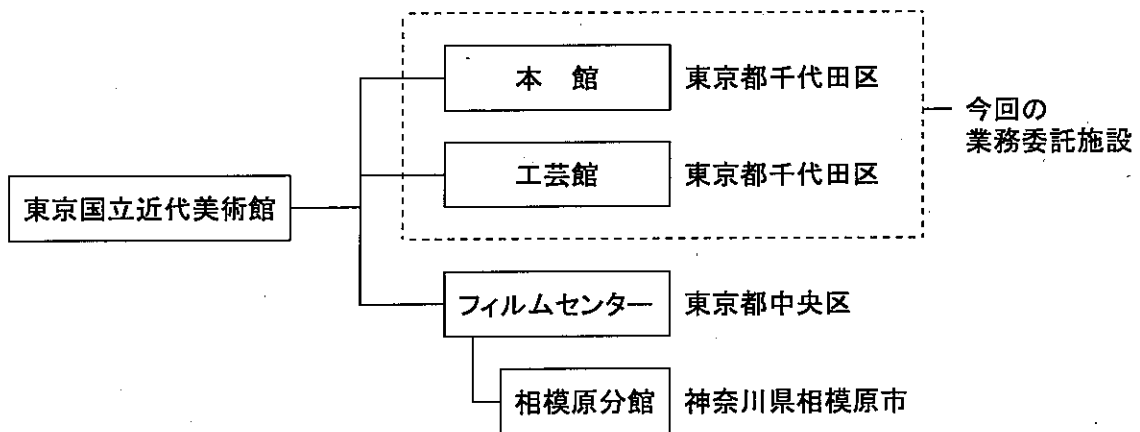 本 館 東京都千代田区
今回の
業務委託施設
工芸館 東京都千代田区
東京国立近代美術館
フィルムセンター 東京都中央区
相模原分館 神奈川県相模原市